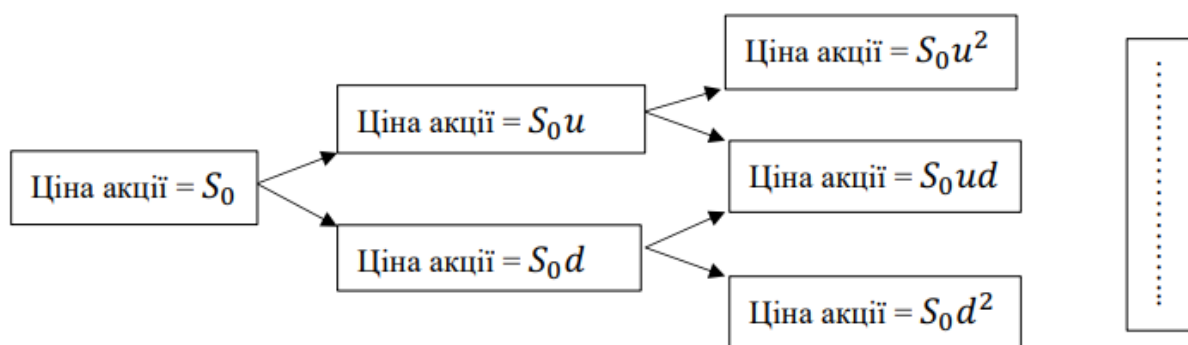 Ціна акції = S₀
Ціна акції = S₀u
Ціна акції = S₀d
Ціна акції = S₀u²
Ціна акції = S₀ud
Ціна акції = S₀d²